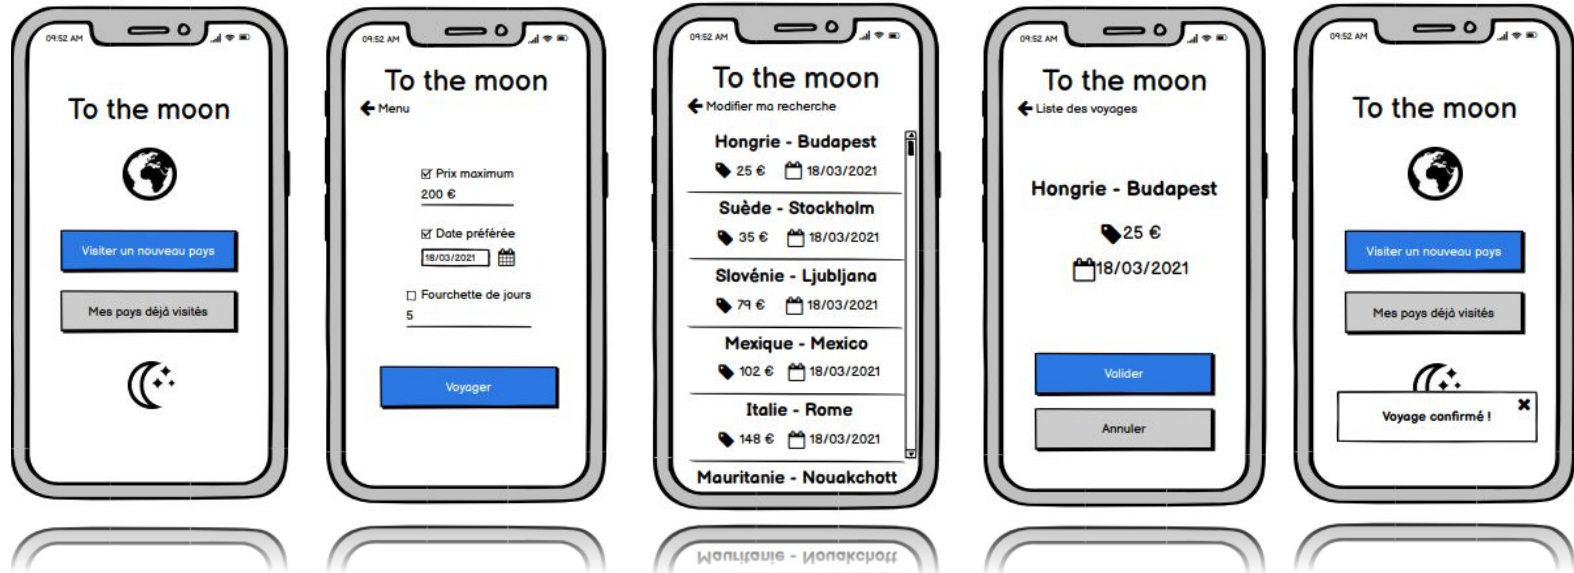 09:52 AM
To the moon
Visiter un nouveau pays
Mes pays déjà visités
09:52 AM
To the moon
Menu
Prix maximum
200 €
Date préférée
18/03/2021
Fourchette de jours
5
Voyager
09:52 AM
To the moon
Modifier ma recherche
Hongrie - Budapest
25 € 18/03/2021
Suède - Stockholm
35 € 18/03/2021
Slovénie - Ljubljana
79 € 18/03/2021
Mexique - Mexico
102 € 18/03/2021
Italie - Rome
148 € 18/03/2021
Mauritanie - Nouakchott
09:52 AM
To the moon
Liste des voyages
Hongrie - Budapest
25 €
18/03/2021
Valider
Annuler
09:52 AM
To the moon
Visiter un nouveau pays
Mes pays déjà visités
Voyage confirmé !
Mauritanie - Nouakchott